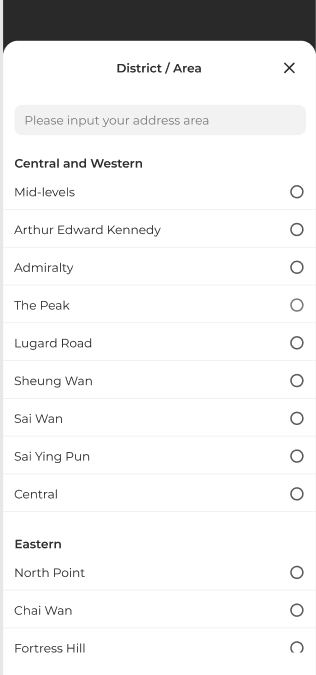 District / Area
Please input your address area
Central and Western
Mid-levels
Arthur Edward Kennedy
Admiralty
The Peak
Lugard Road
Sheung Wan
Sai Wan
Sai Ying Pun
Central
Eastern
North Point
Chai Wan
Fortress Hill